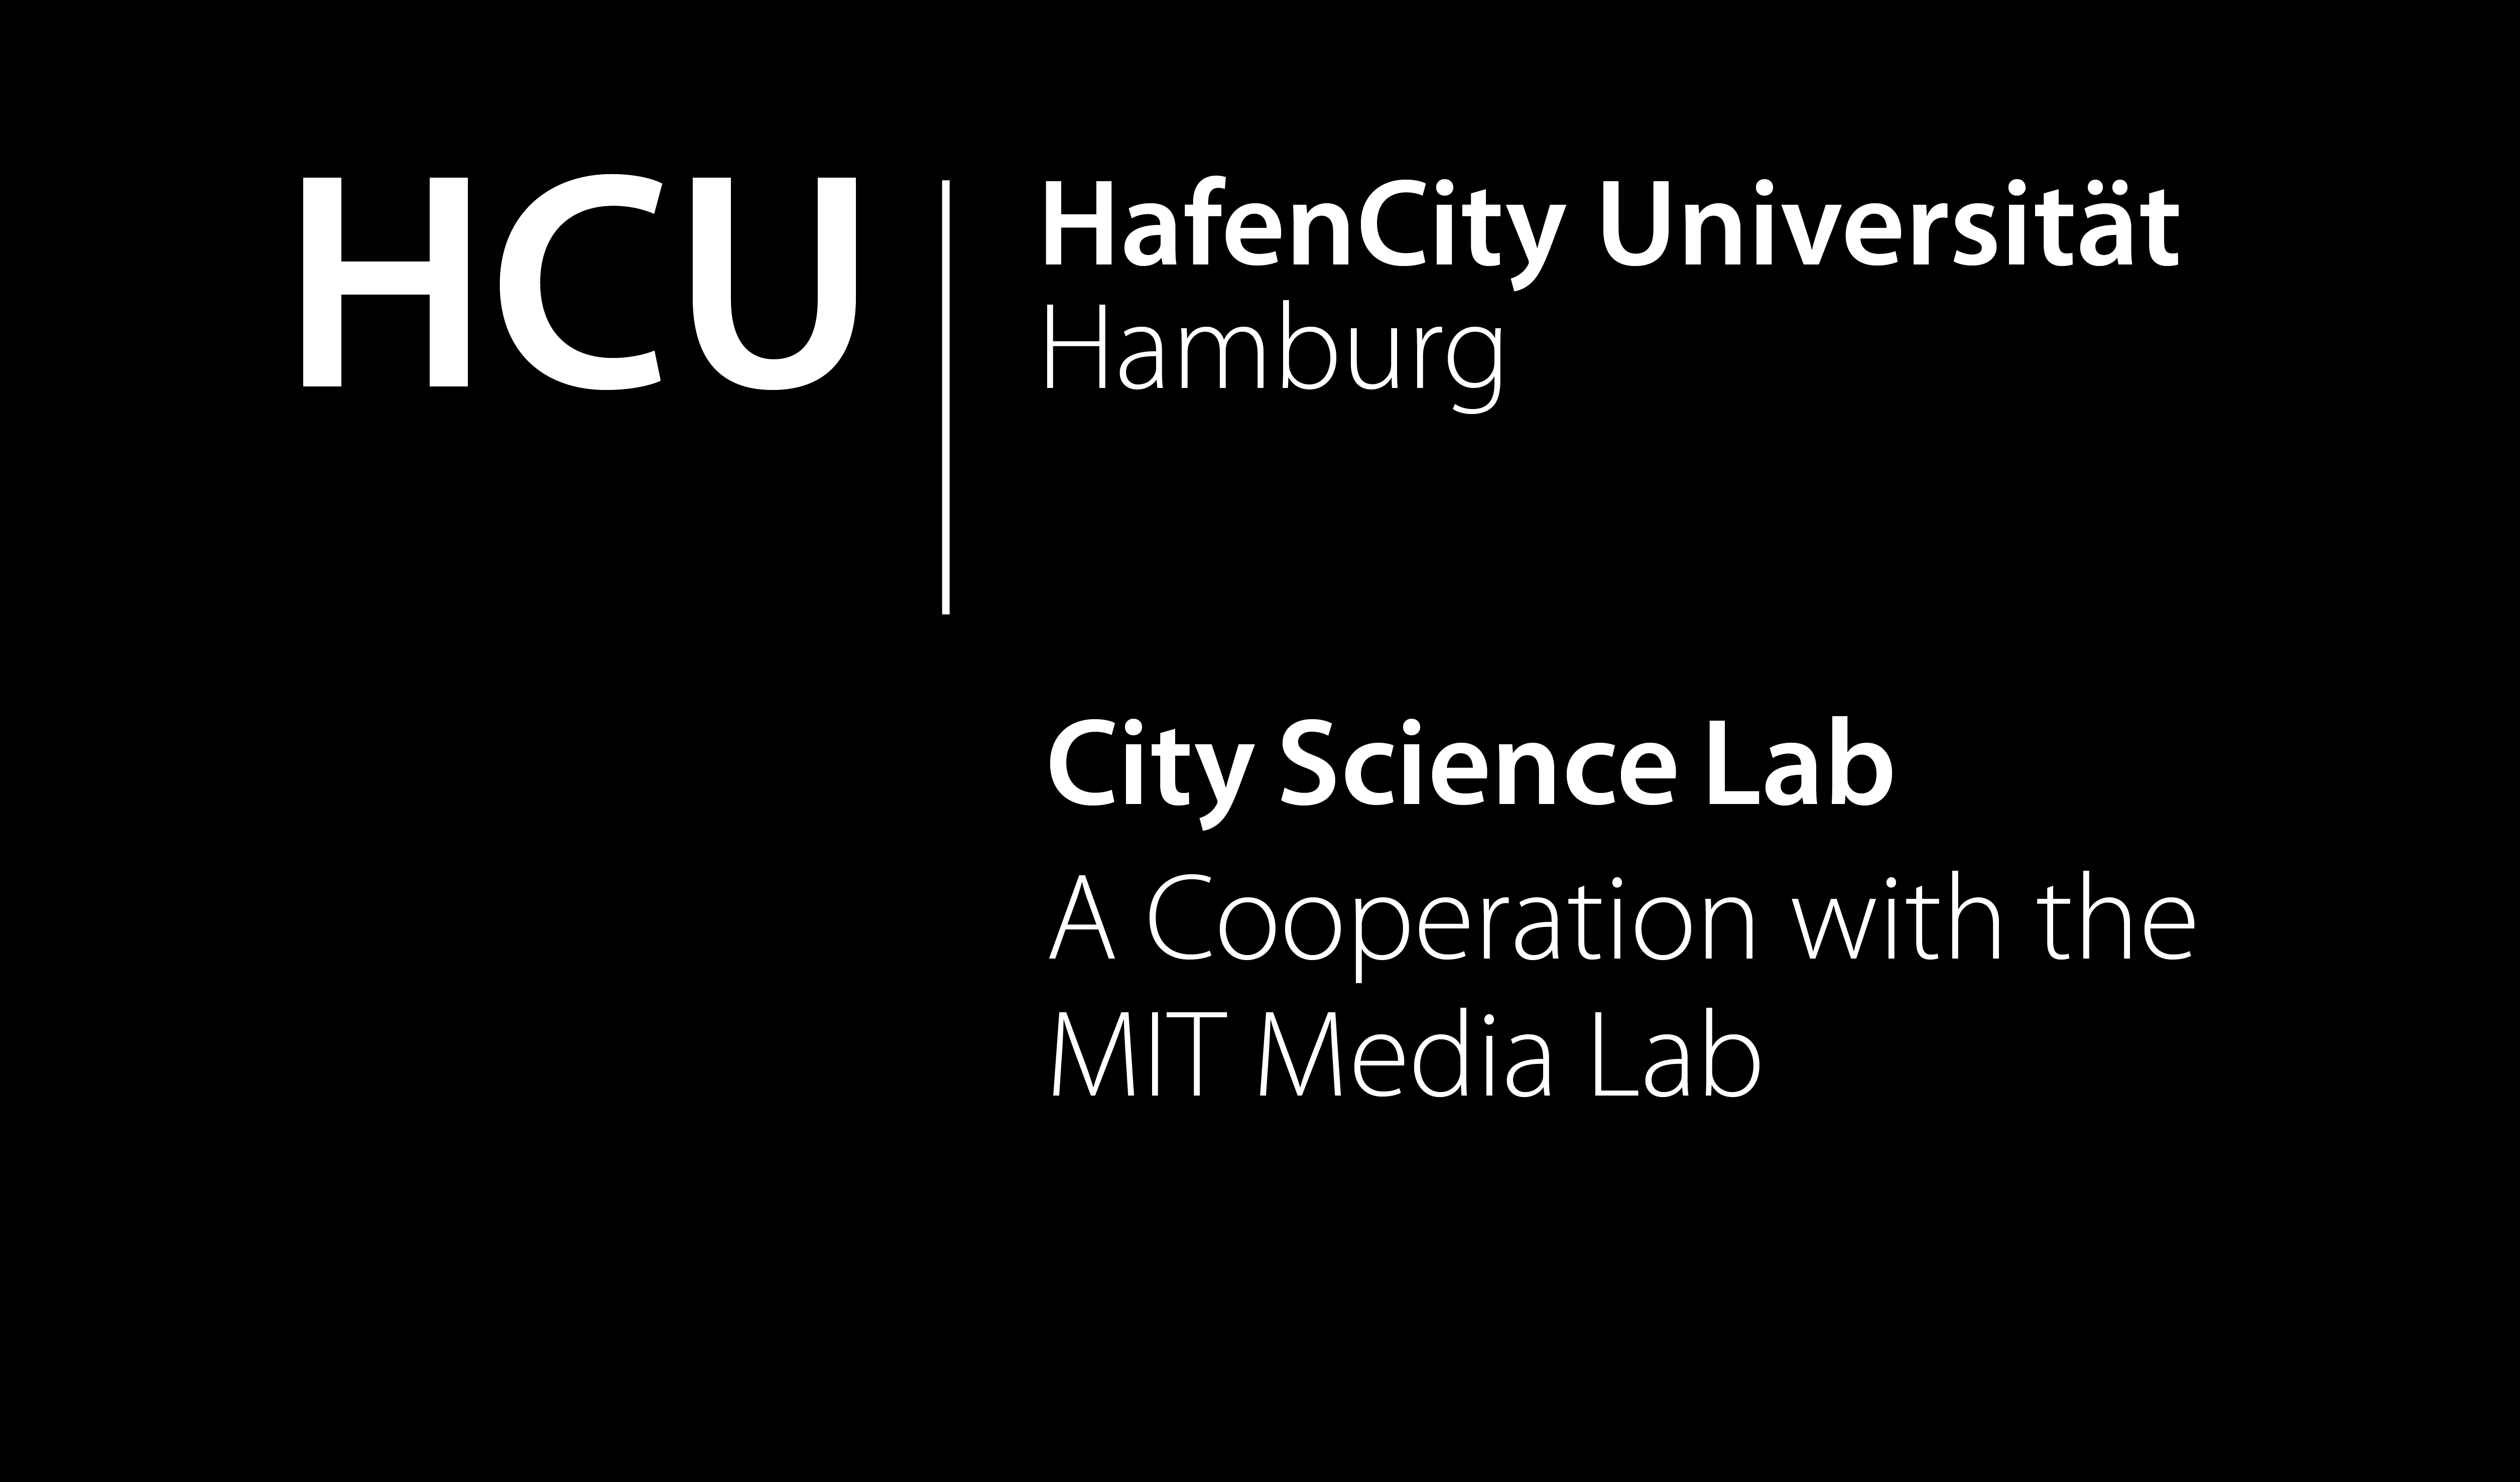 HCU
HafenCity Universität
Hamburg
City Science Lab
A Cooperation with the
MIT Media Lab